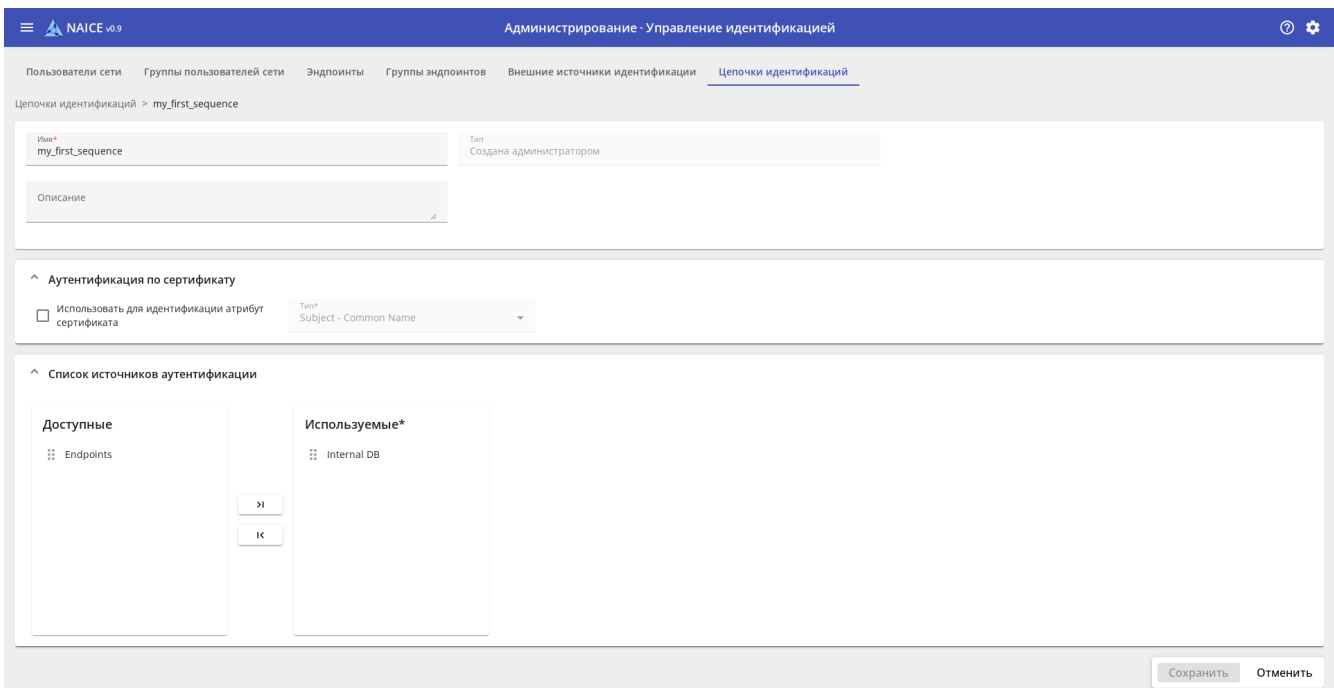 NAICE v0.9
Администрирование · Управление идентификацией
Пользователи сети Группы пользователей сети Эндпоинты Группы эндпоинтов Внешние источники идентификации Цепочки идентификаций
Цепочки идентификаций > my_first_sequence
Имя*
my_first_sequence
Тип
Создана администратором
Описание
Аутентификация по сертификату
Использовать для идентификации атрибут
сертификата
Тип*
Subject - Common Name
Список источников аутентификации
Доступные
Endpoints
Используемые*
Internal DB
Сохранить Отменить